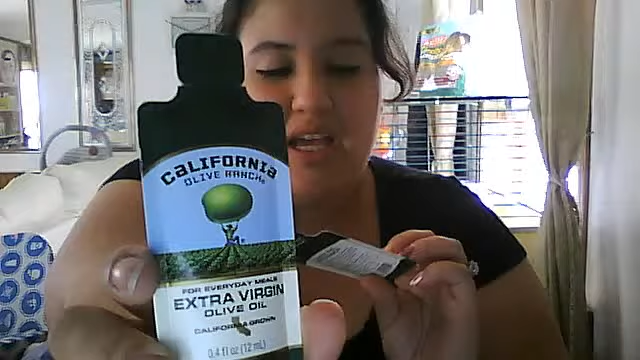 CALIFORNIA
OLIVE RANCH®
FOR EVERYDAY MEALS
EXTRA VIRGIN
OLIVE OIL
CALIFORNIA GROWN
0.4 fl oz (12 mL)